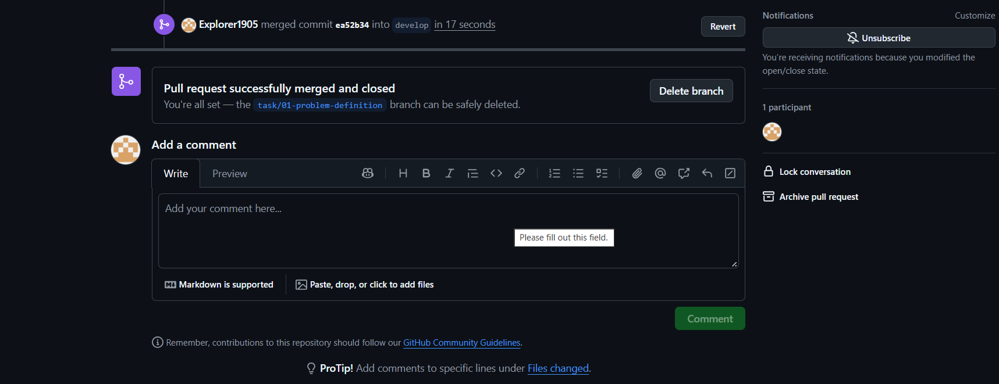 Explorer1905 merged commit ea52b34 into develop in 17 seconds
Revert
Pull request successfully merged and closed
You're all set — the task/01-problem-definition branch can be safely deleted.
Delete branch
Add a comment
Write
Preview
Add your comment here...
Please fill out this field.
Markdown is supported
Paste, drop, or click to add files
Comment
Remember, contributions to this repository should follow our GitHub Community Guidelines.
ProTip! Add comments to specific lines under Files changed.
Notifications
Customize
Unsubscribe
You're receiving notifications because you modified the
open/close state.
1 participant
Lock conversation
Archive pull request